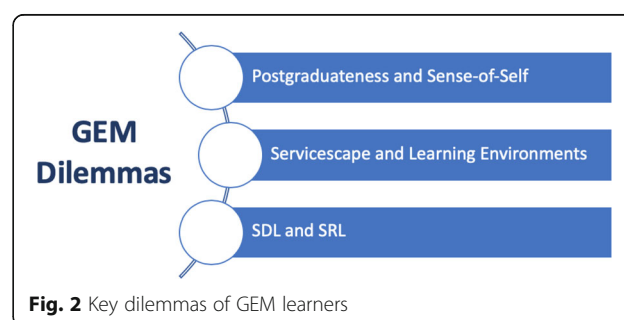 GEM
Dilemmas
Postgraduateness and Sense-of-Self
Servicescape and Learning Environments
SDL and SRL
Fig. 2 Key dilemmas of GEM learners